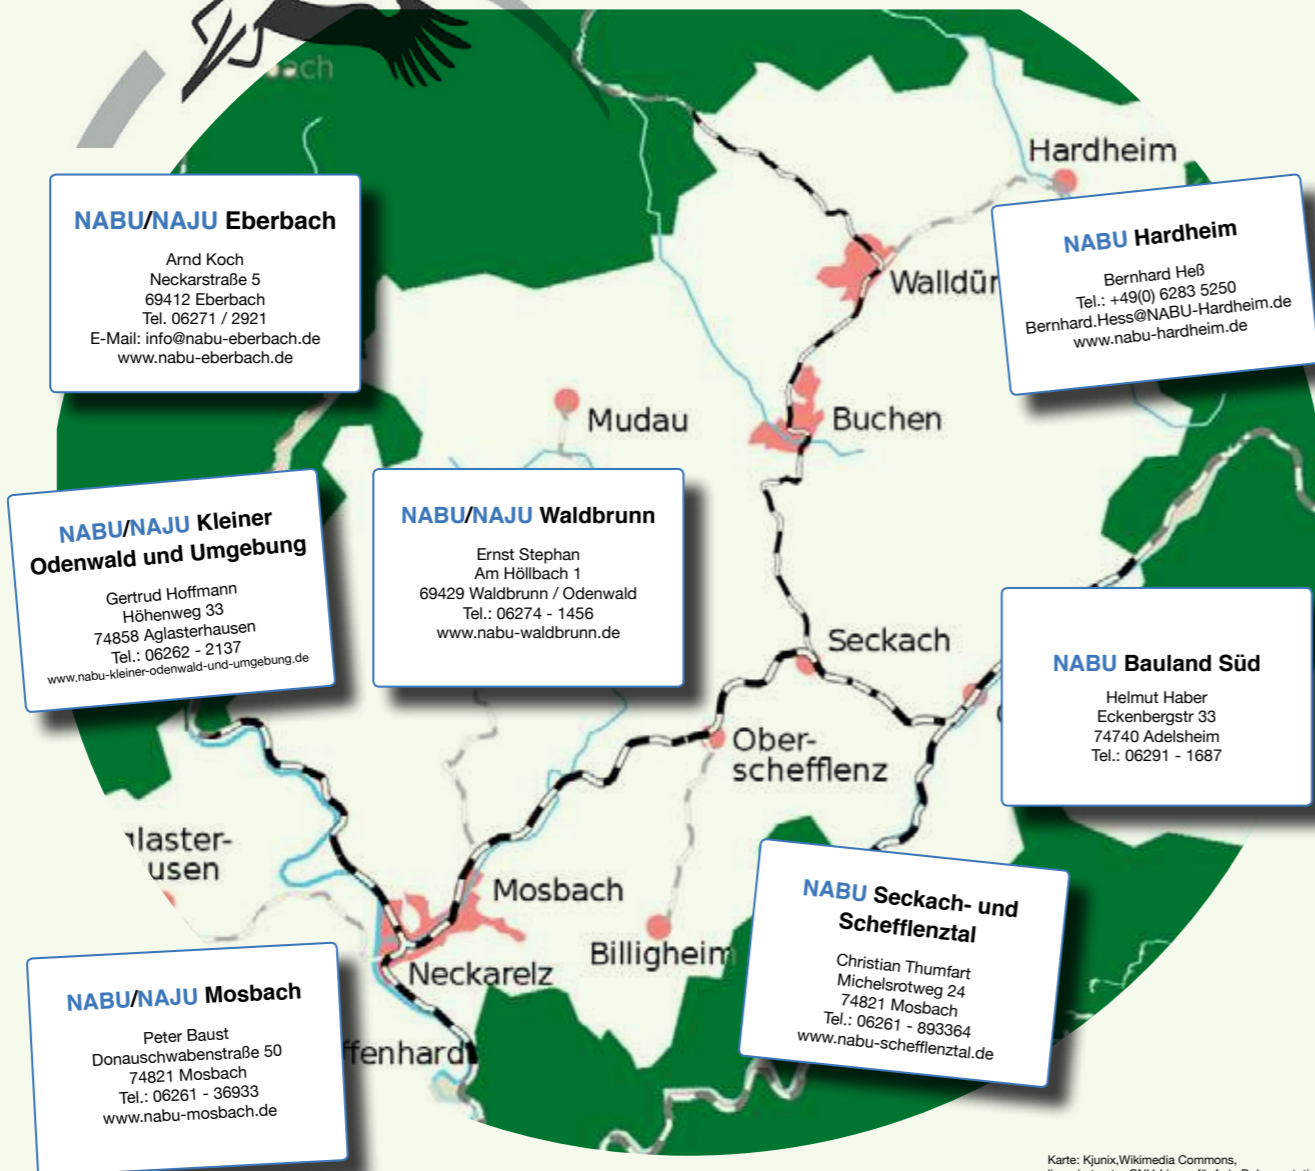 bach
Hardheim
NABU/NAJU Eberbach
Arnd Koch
Neckarstraße 5
69412 Eberbach
Tel. 06271 / 2921
E-Mail: info@nabu-eberbach.de
www.nabu-eberbach.de
NABU Hardheim
Bernhard Heß
Tel.: +49(0) 6283 5250
Bernhard.Hess@NABU-Hardheim.de
www.nabu-hardheim.de
Walldür
Mudau
Buchen
NABU/NAJU Kleiner
Odenwald und Umgebung
Gertrud Hoffmann
Höhenweg 33
74858 Aglasterhausen
Tel.: 06262 - 2137
www.nabu-kleiner-odenwald-und-umgebung.de
NABU/NAJU Waldbrunn
Ernst Stephan
Am Höllbach 1
69429 Waldbrunn / Odenwald
Tel.: 06274 - 1456
www.nabu-waldbrunn.de
Seckach
NABU Bauland Süd
Helmut Haber
Eckenbergstr 33
74740 Adelsheim
Tel.: 06291 - 1687
Ober-
schefflenz
glaster-
usen
Mosbach
Billigheim
Neckarelz
NABU Seckach- und
Schefflenztal
Christian Thumfart
Michelsrotweg 24
74821 Mosbach
Tel.: 06261 - 893364
www.nabu-schefflenztal.de
NABU/NAJU Mosbach
Peter Baust
Donauschwabenstraße 50
74821 Mosbach
Tel.: 06261 - 36933
www.nabu-mosbach.de
ffenhard
Karte: Kjunix,Wikimedia Commons,